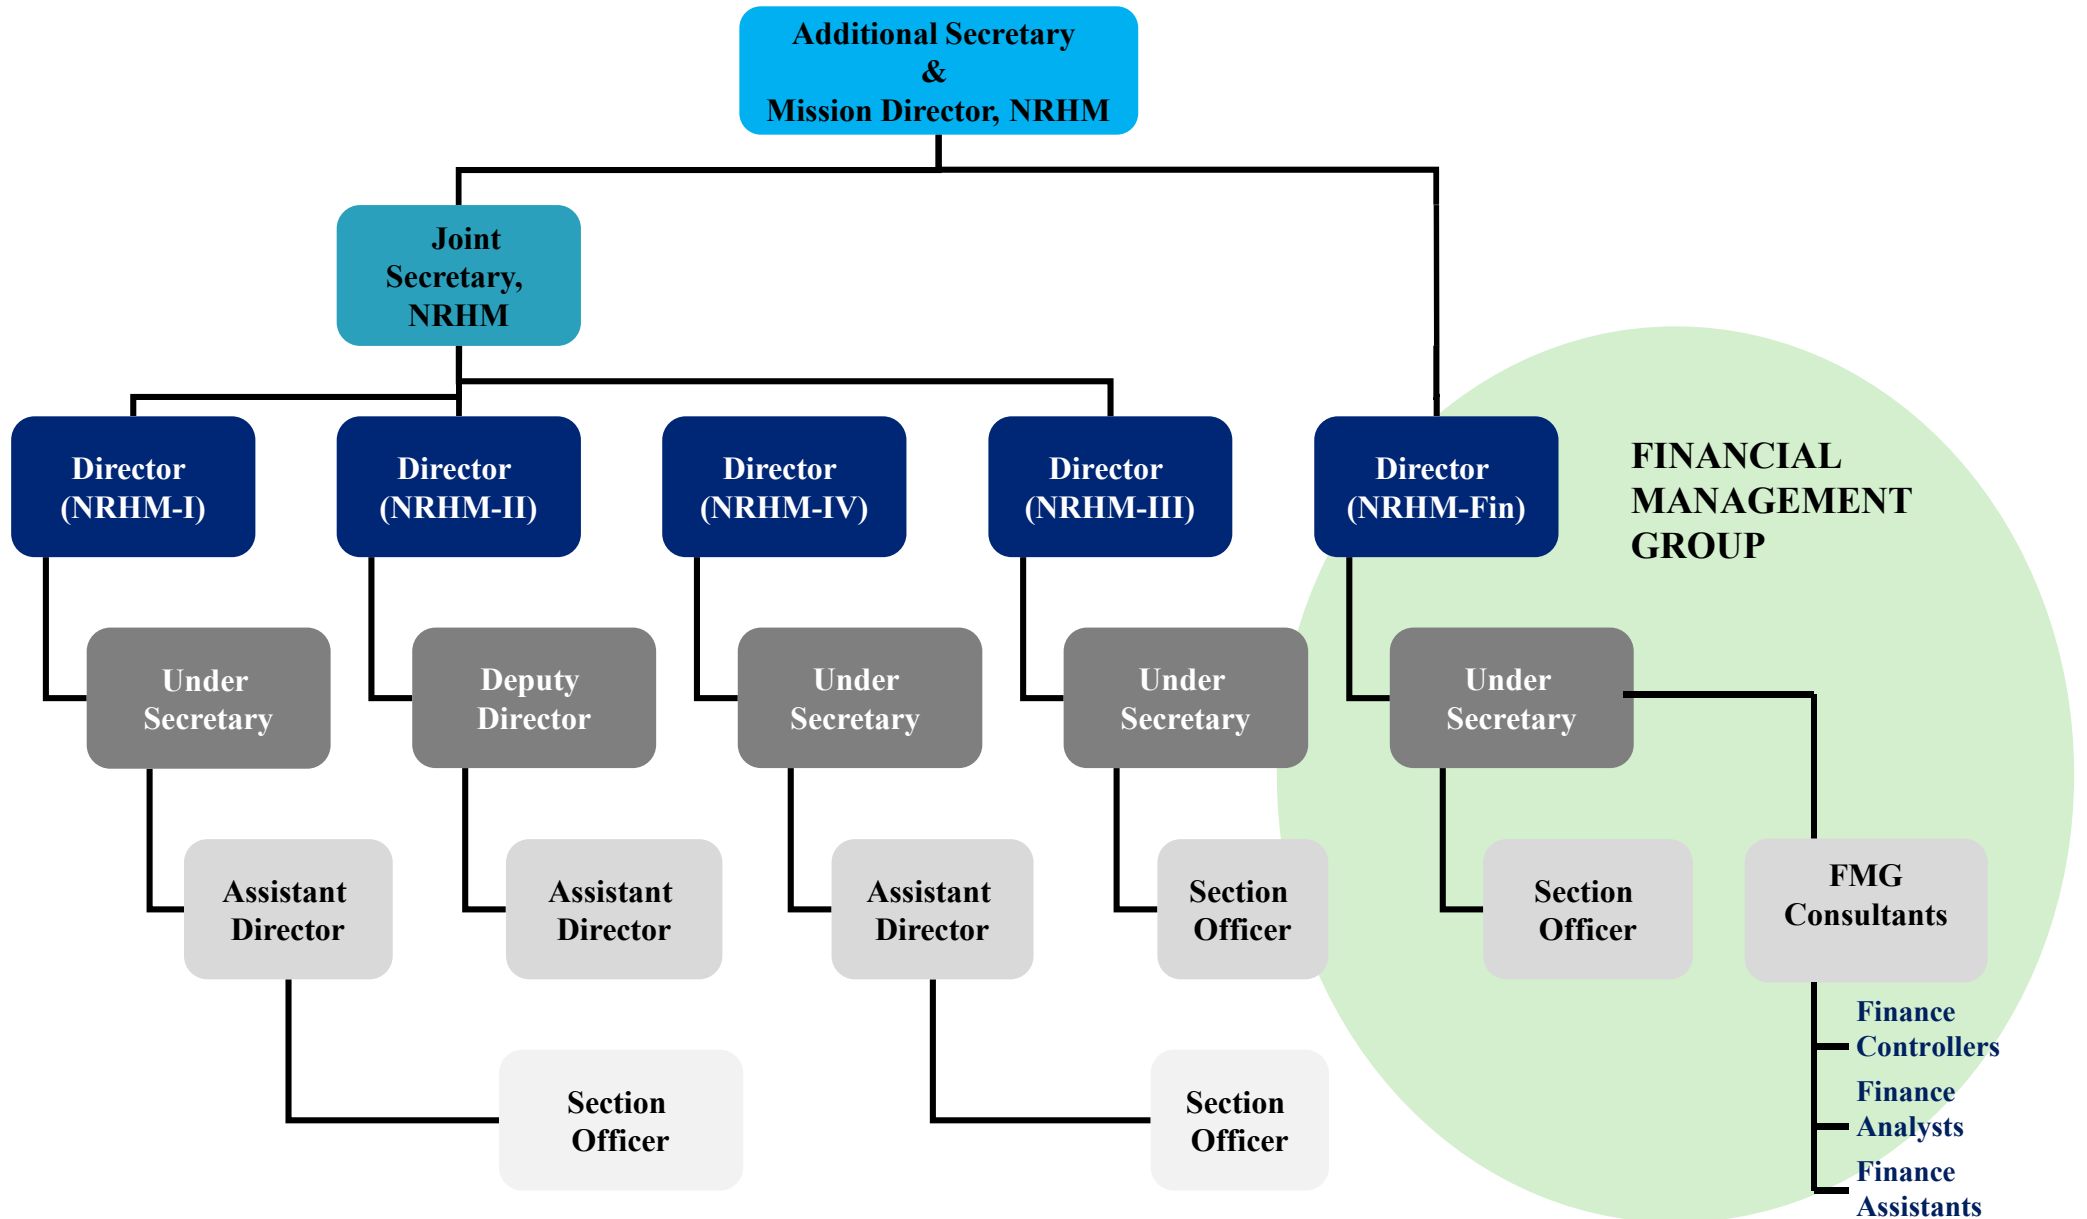 Additional Secretary
&
Mission Director, NRHM
Joint
Secretary,
NRHM
Director
(NRHM-I)
Director
(NRHM-II)
Director
(NRHM-IV)
Director
(NRHM-III)
Director
(NRHM-Fin)
FINANCIAL
MANAGEMENT
GROUP
Under
Secretary
Deputy
Director
Under
Secretary
Under
Secretary
Under
Secretary
Assistant
Director
Assistant
Director
Assistant
Director
Section
Officer
Section
Officer
FMG
Consultants
Finance
Controllers
Finance
Analysts
Finance
Assistants
Section
Officer
Section
Officer